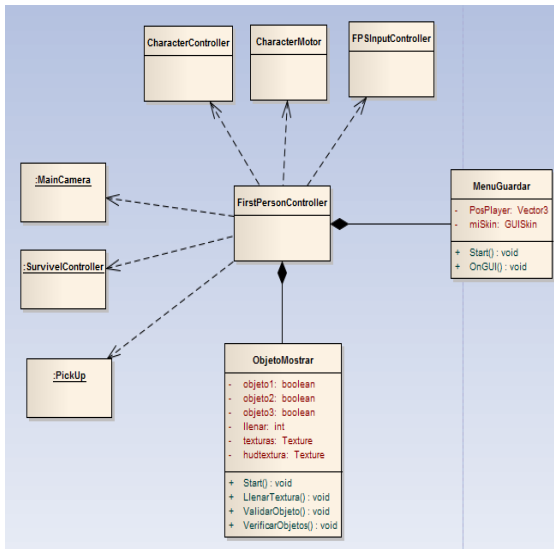 CharacterController
CharacterMotor
FPSInputController
:MainCamera
FirstPersonController
MenuGuardar
- PosPlayer: Vector3
- miSkin: GUISkin
+ Start() : void
+ OnGUI() : void
:SurvivelController
:PickUp
ObjetoMostrar
- objeto1: boolean
- objeto2: boolean
- objeto3: boolean
- llenar: int
- texturas: Texture
- hudtextura: Texture
+ Start() : void
+ LlenarTextura() : void
+ ValidarObjeto() : void
+ VerificarObjetos() : void